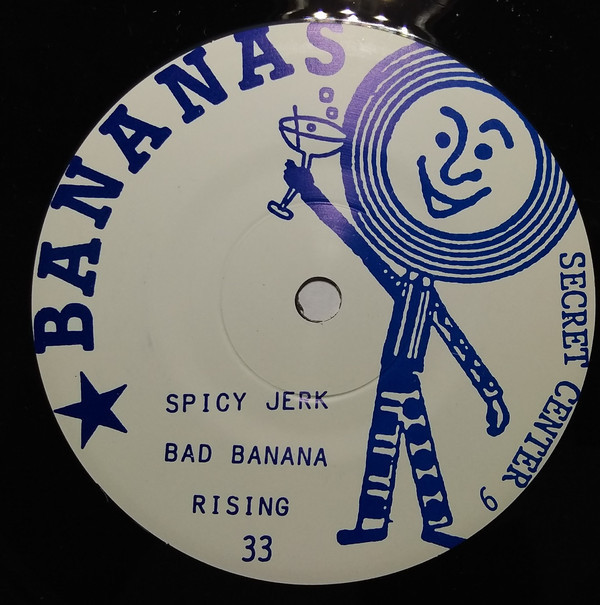 BANANAS
SPICY JERK
BAD BANANA
RISING
33
SECRET CENTER 9